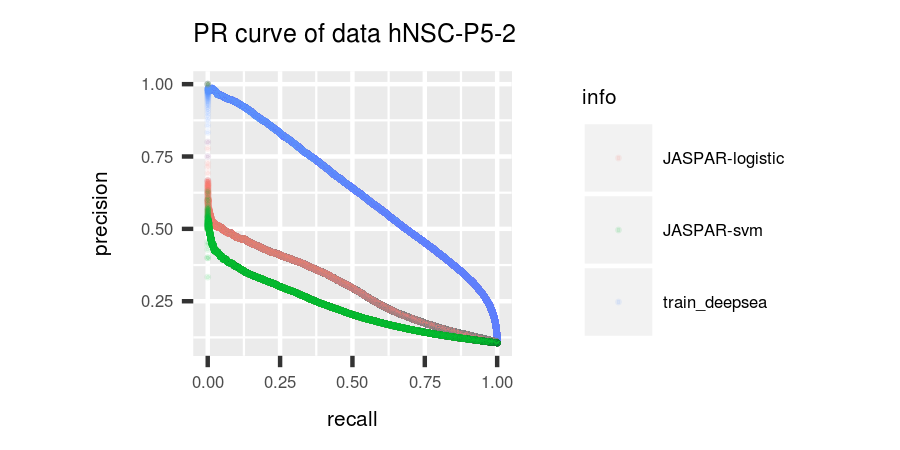 PR curve of data hNSC-P5-2
1.00
0.75
0.50
0.25
precision
0.00 0.25 0.50 0.75 1.00
recall
info
JASPAR-logistic
JASPAR-svm
train_deepsea